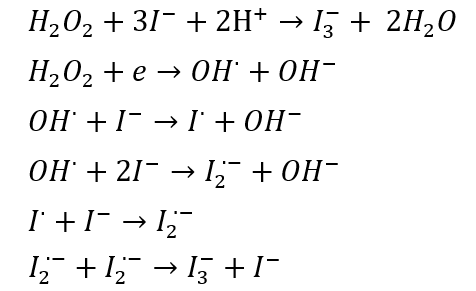 H₂O₂ + 3I⁻ + 2H⁺ → I₃⁻ + 2H₂O
H₂O₂ + e → OH˙ + OH⁻
OH˙ + I⁻ → I˙ + OH⁻
OH˙ + 2I⁻ → I₂˙⁻ + OH⁻
I˙ + I⁻ → I₂˙⁻
I₂˙⁻ + I₂˙⁻ → I₃⁻ + I⁻